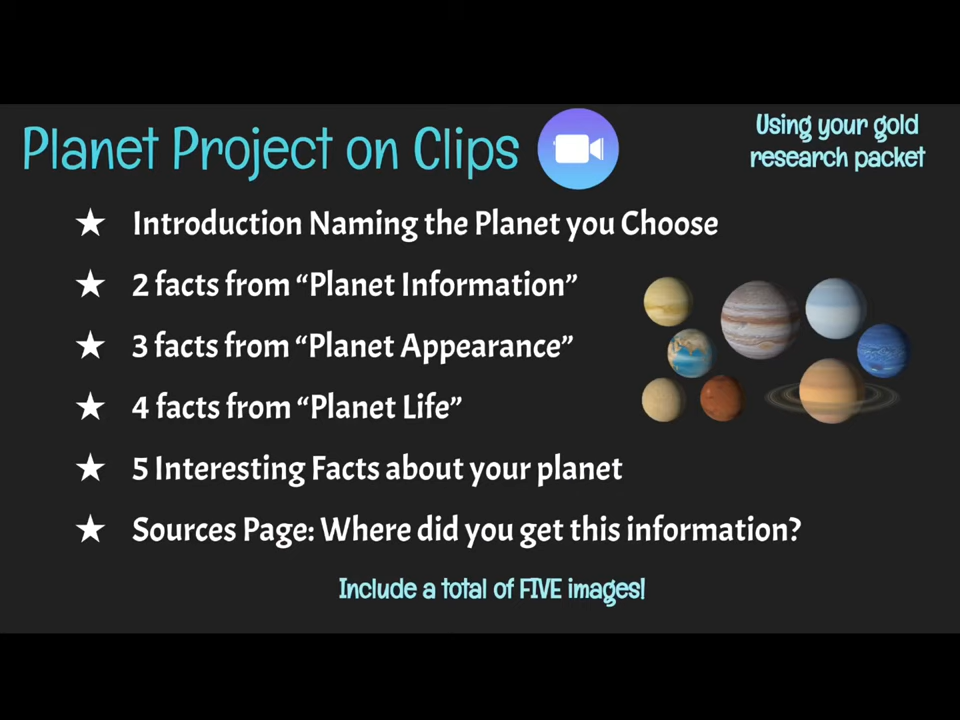 Planet Project on Clips
Using your gold
research packet
★ Introduction Naming the Planet you Choose
★ 2 facts from “Planet Information”
★ 3 facts from “Planet Appearance”
★ 4 facts from “Planet Life”
★ 5 Interesting Facts about your planet
★ Sources Page: Where did you get this information?
Include a total of FIVE images!